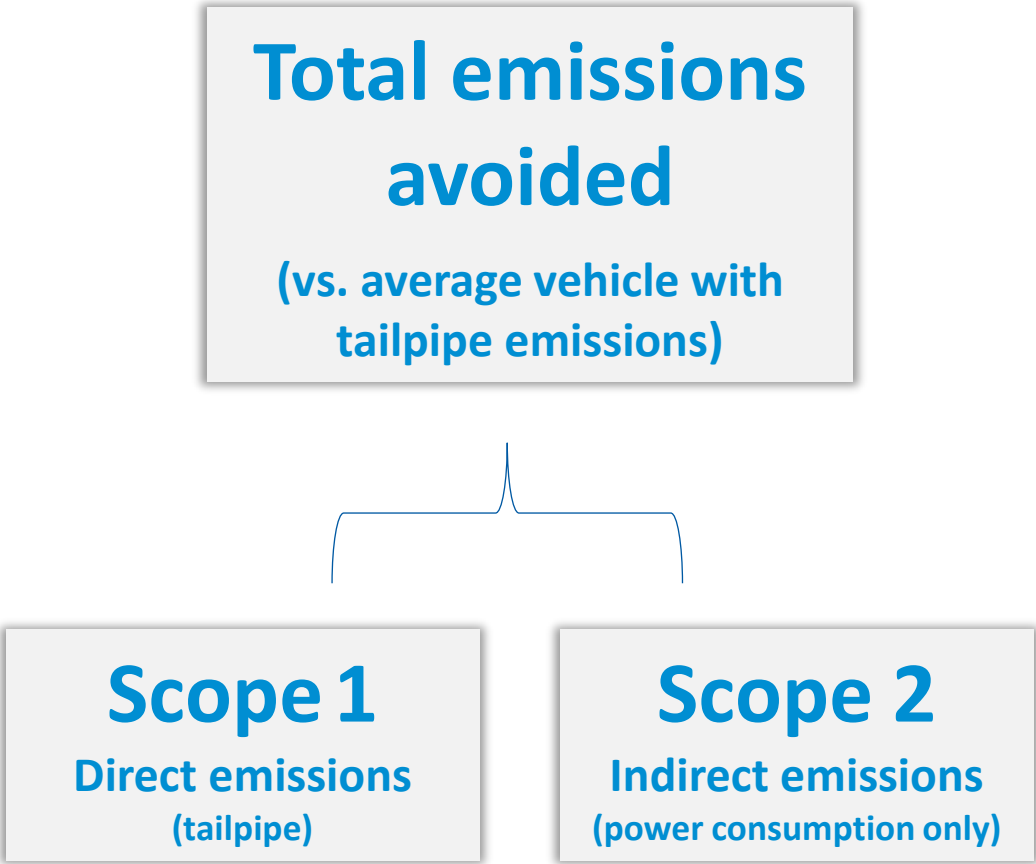 Total emissions
avoided
(vs. average vehicle with
tailpipe emissions)
Scope 1
Direct emissions
(tailpipe)
Scope 2
Indirect emissions
(power consumption only)